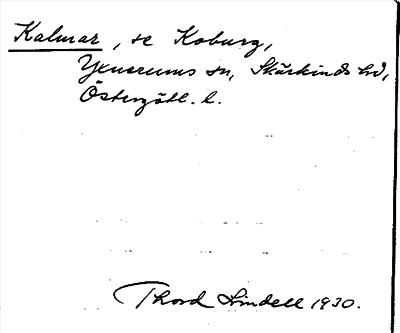 Kalmar, se Koburg,
Yxnerums sn, Skärkinds hd,
Östergötl. l.
Thord Lindell 1930.